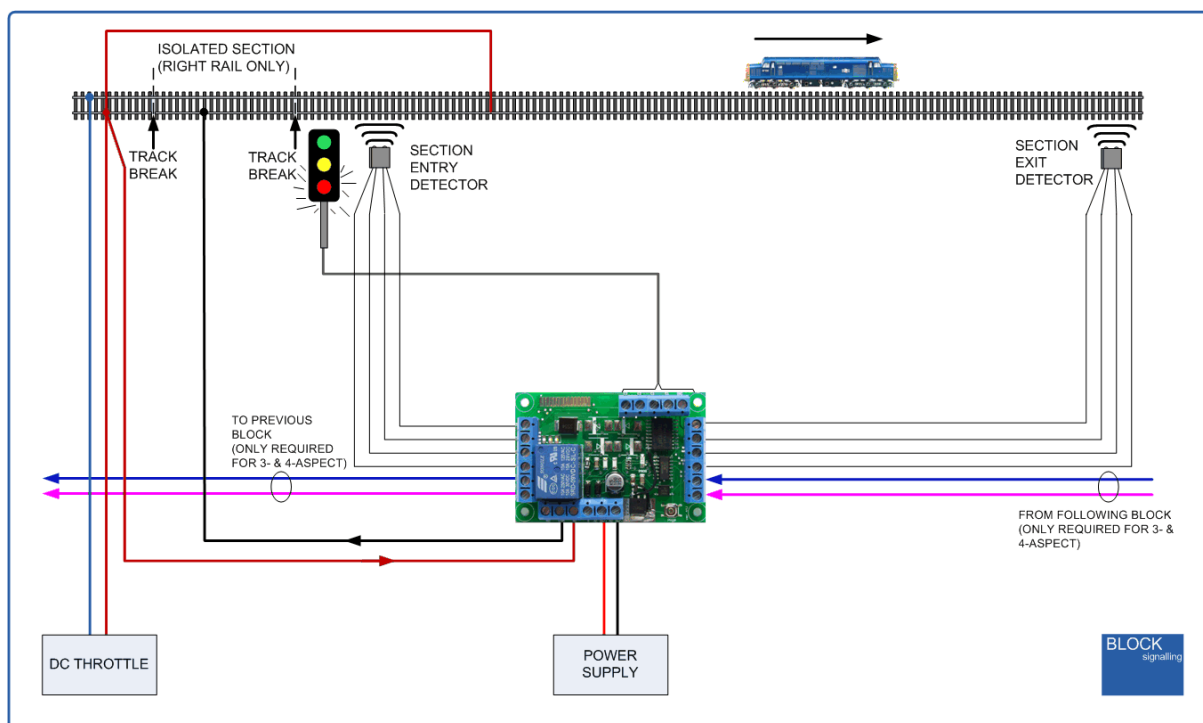 ISOLATED SECTION
(RIGHT RAIL ONLY)
TRACK
BREAK
TRACK
BREAK
SECTION
ENTRY
DETECTOR
SECTION
EXIT
DETECTOR
TO PREVIOUS
BLOCK
(ONLY REQUIRED
FOR 3- & 4-ASPECT)
FROM FOLLOWING BLOCK
(ONLY REQUIRED FOR 3- &
4-ASPECT)
DC THROTTLE
POWER
SUPPLY
BLOCK
signalling